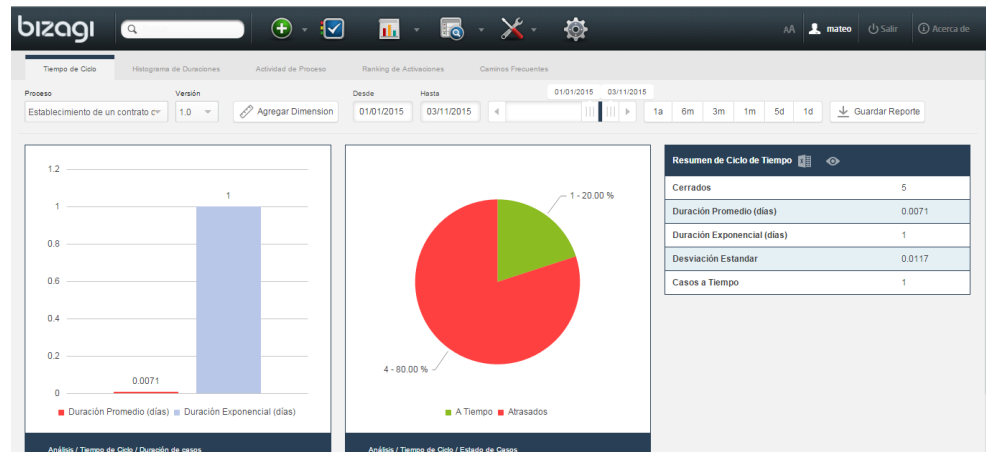 bizagi
AA mateo Salir Acerca de
Tiempo de Ciclo Histograma de Duraciones Actividad de Proceso Ranking de Activaciones Caminos Frecuentes
Proceso Versión Desde Hasta 01/01/2015 03/11/2015
Establecimiento de un contrato c 1.0 Agregar Dimension 01/01/2015 03/11/2015 1a 6m 3m 1m 5d 1d Guardar Reporte
1.2
1
0.8
0.6
0.4
0.2
0
1
0.0071
Duración Promedio (días) Duración Exponencial (días)
Análisis / Tiempo de Ciclo / Duración de casos
1 - 20.00 %
4 - 80.00 %
A Tiempo Atrasados
Análisis / Tiempo de Ciclo / Estado de Casos
Resumen de Ciclo de Tiempo
Cerrados 5
Duración Promedio (días) 0.0071
Duración Exponencial (días) 1
Desviación Estandar 0.0117
Casos a Tiempo 1